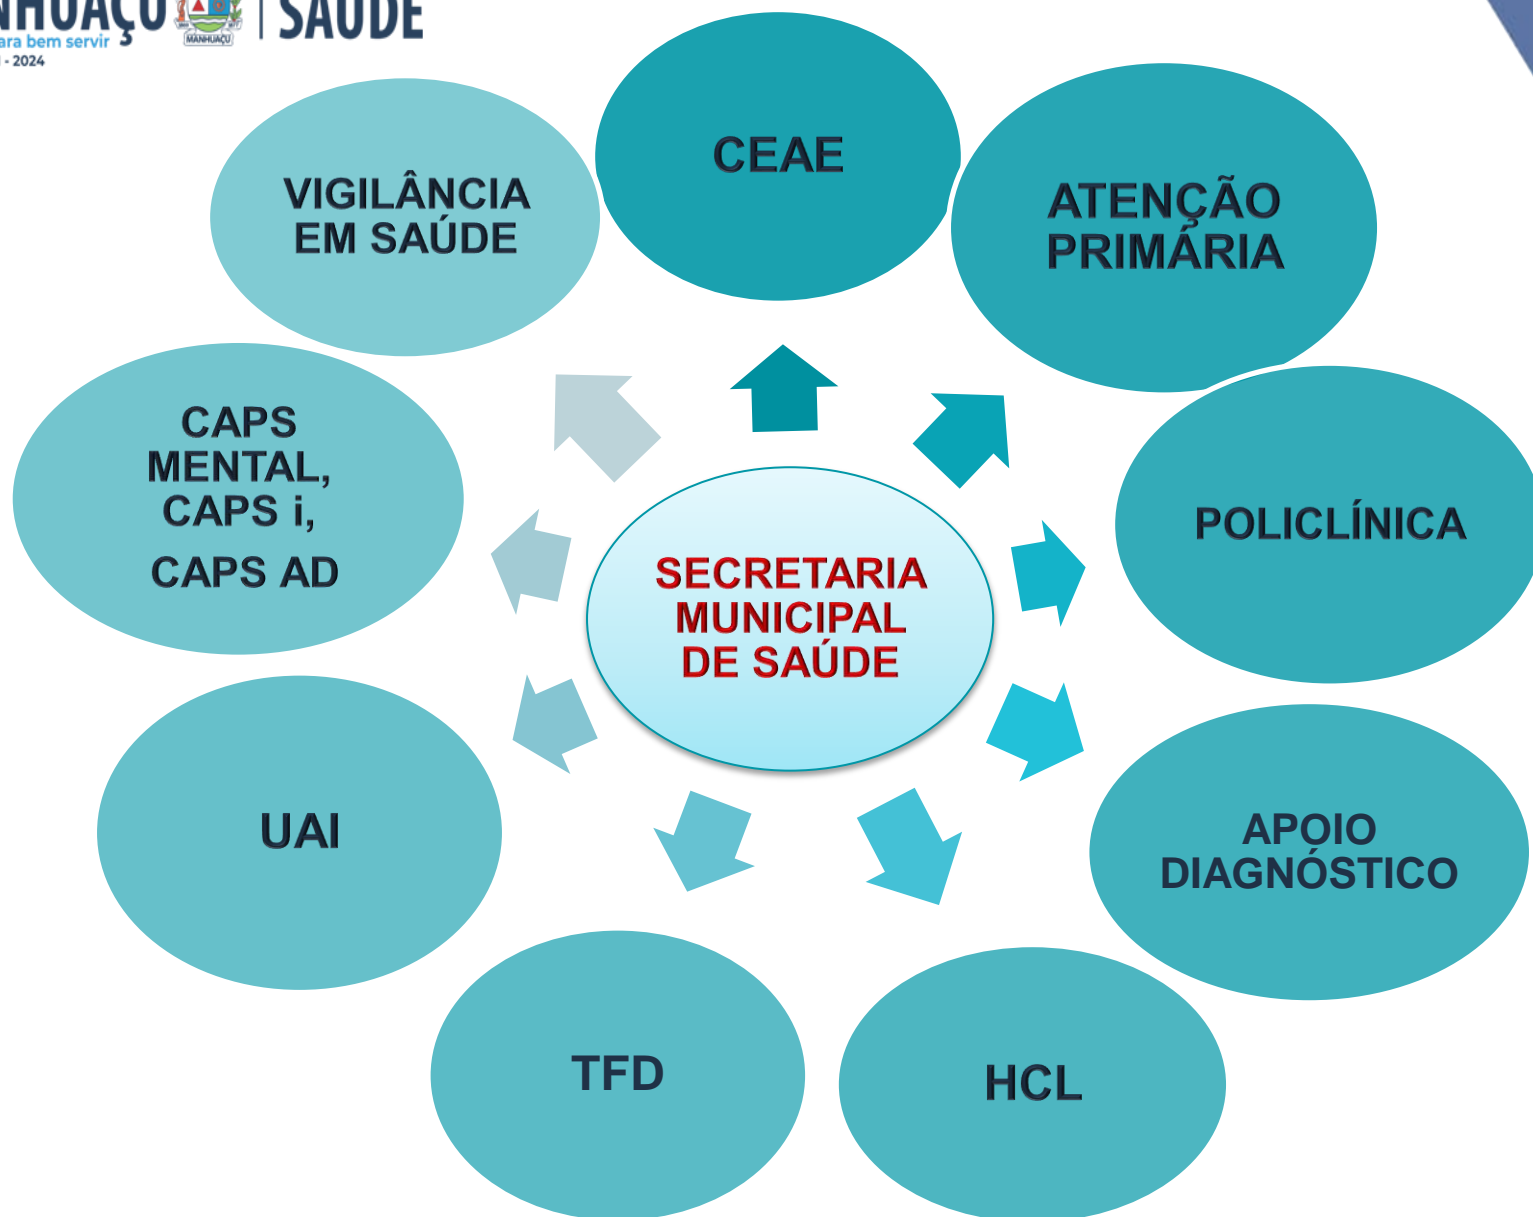 SAÚDE
ara bem servir
- 2024
MANHUAÇU
CEAE
ATENÇÃO
PRIMÁRIA
POLICLÍNICA
APOIO
DIAGNÓSTICO
HCL
TFD
UAI
CAPS
MENTAL,
CAPS i,
CAPS AD
VIGILÂNCIA
EM SAÚDE
SECRETARIA
MUNICIPAL
DE SAÚDE